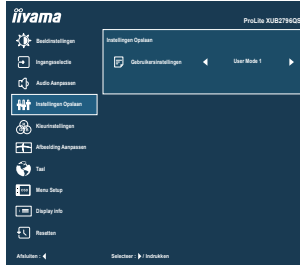 iiyama
ProLite XUB2796QS
Beeldinstellingen
Ingangsselectie
Audio Aanpassen
Instellingen Opslaan
Kleurinstellingen
Afbeelding Aanpassen
Taal
Menu Setup
Display info
Resetten
Instellingen Opslaan
Gebruikersinstellingen
User Mode 1
Afsluiten :
Selecteer : / Indrukken